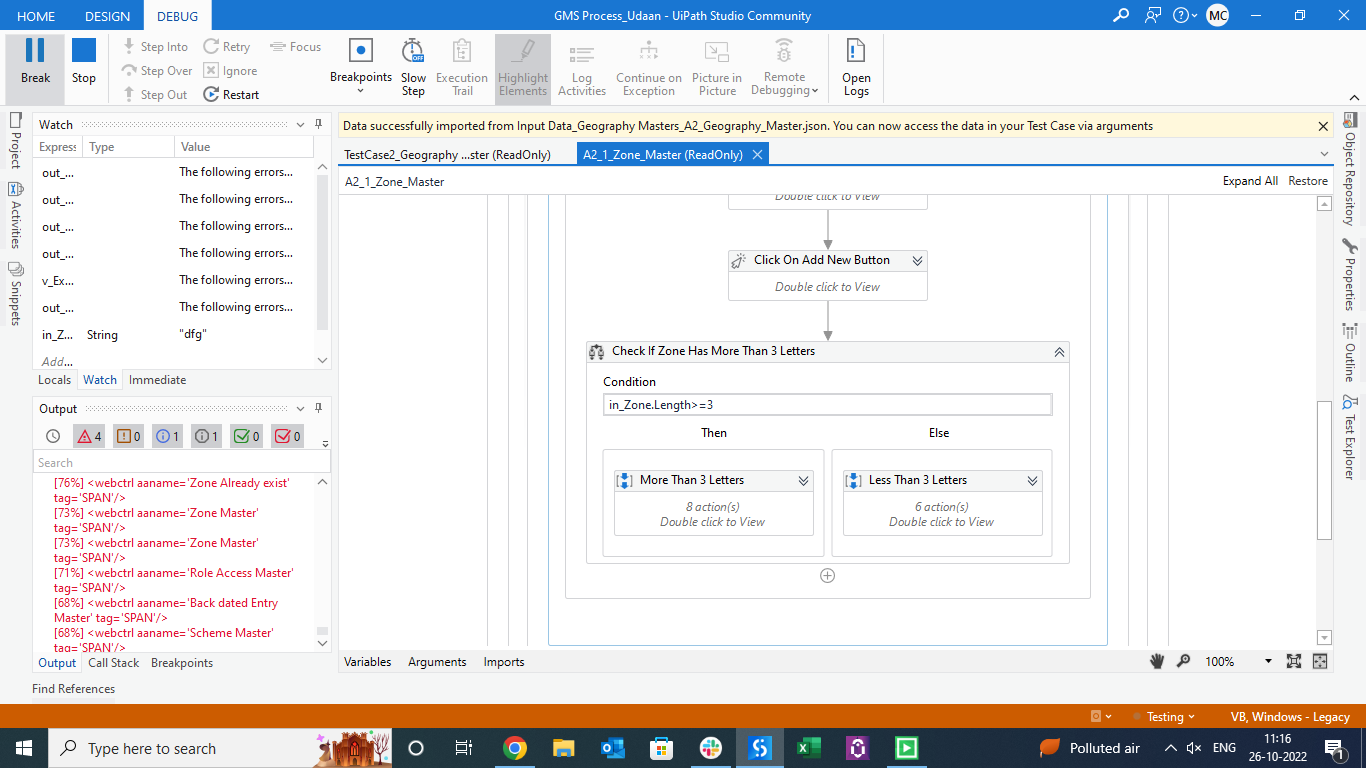 GMS Process_Udaan - UiPath Studio Community
HOME
DESIGN
DEBUG
MC
Break
Stop
Step Into
Step Over
Step Out
Retry
Ignore
Restart
Focus
Breakpoints
Slow
Step
OFF
Execution
Trail
Highlight
Elements
Log
Activities
Continue on
Exception
Picture in
Picture
Remote
Debugging
Open
Logs
Project
Activities
Snippets
Watch
Expres
Type
Value
out_...
The following errors...
out_...
The following errors...
out_...
The following errors...
out_...
The following errors...
v_Ex...
The following errors...
out_...
The following errors...
in_Z...
String
"dfg"
Add...
Locals
Watch
Immediate
Output
4
0
1
1
0
0
Search
[76%] <webctrl aaname='Zone Already exist'
tag='SPAN'/>
[73%] <webctrl aaname='Zone Master'
tag='SPAN'/>
[73%] <webctrl aaname='Zone Master'
tag='SPAN'/>
[71%] <webctrl aaname='Role Access Master'
tag='SPAN'/>
[68%] <webctrl aaname='Back dated Entry
Master' tag='SPAN'/>
[68%] <webctrl aaname='Scheme Master'
tag='SPAN'/>
Output
Call Stack
Breakpoints
Find References
Data successfully imported from Input Data_Geography Masters_A2_Geography_Master.json. You can now access the data in your Test Case via arguments
TestCase2_Geography ...ster (ReadOnly)
A2_1_Zone_Master (ReadOnly)
A2_1_Zone_Master
Expand All
Restore
Double click to View
Click On Add New Button
Double click to View
Check If Zone Has More Than 3 Letters
Condition
in_Zone.Length>=3
Then
Else
More Than 3 Letters
8 action(s)
Double click to View
Less Than 3 Letters
6 action(s)
Double click to View
Variables
Arguments
Imports
100%
Object Repository
Properties
Outline
Test Explorer
Testing
VB, Windows - Legacy
Type here to search
Polluted air
ENG
11:16
26-10-2022
1